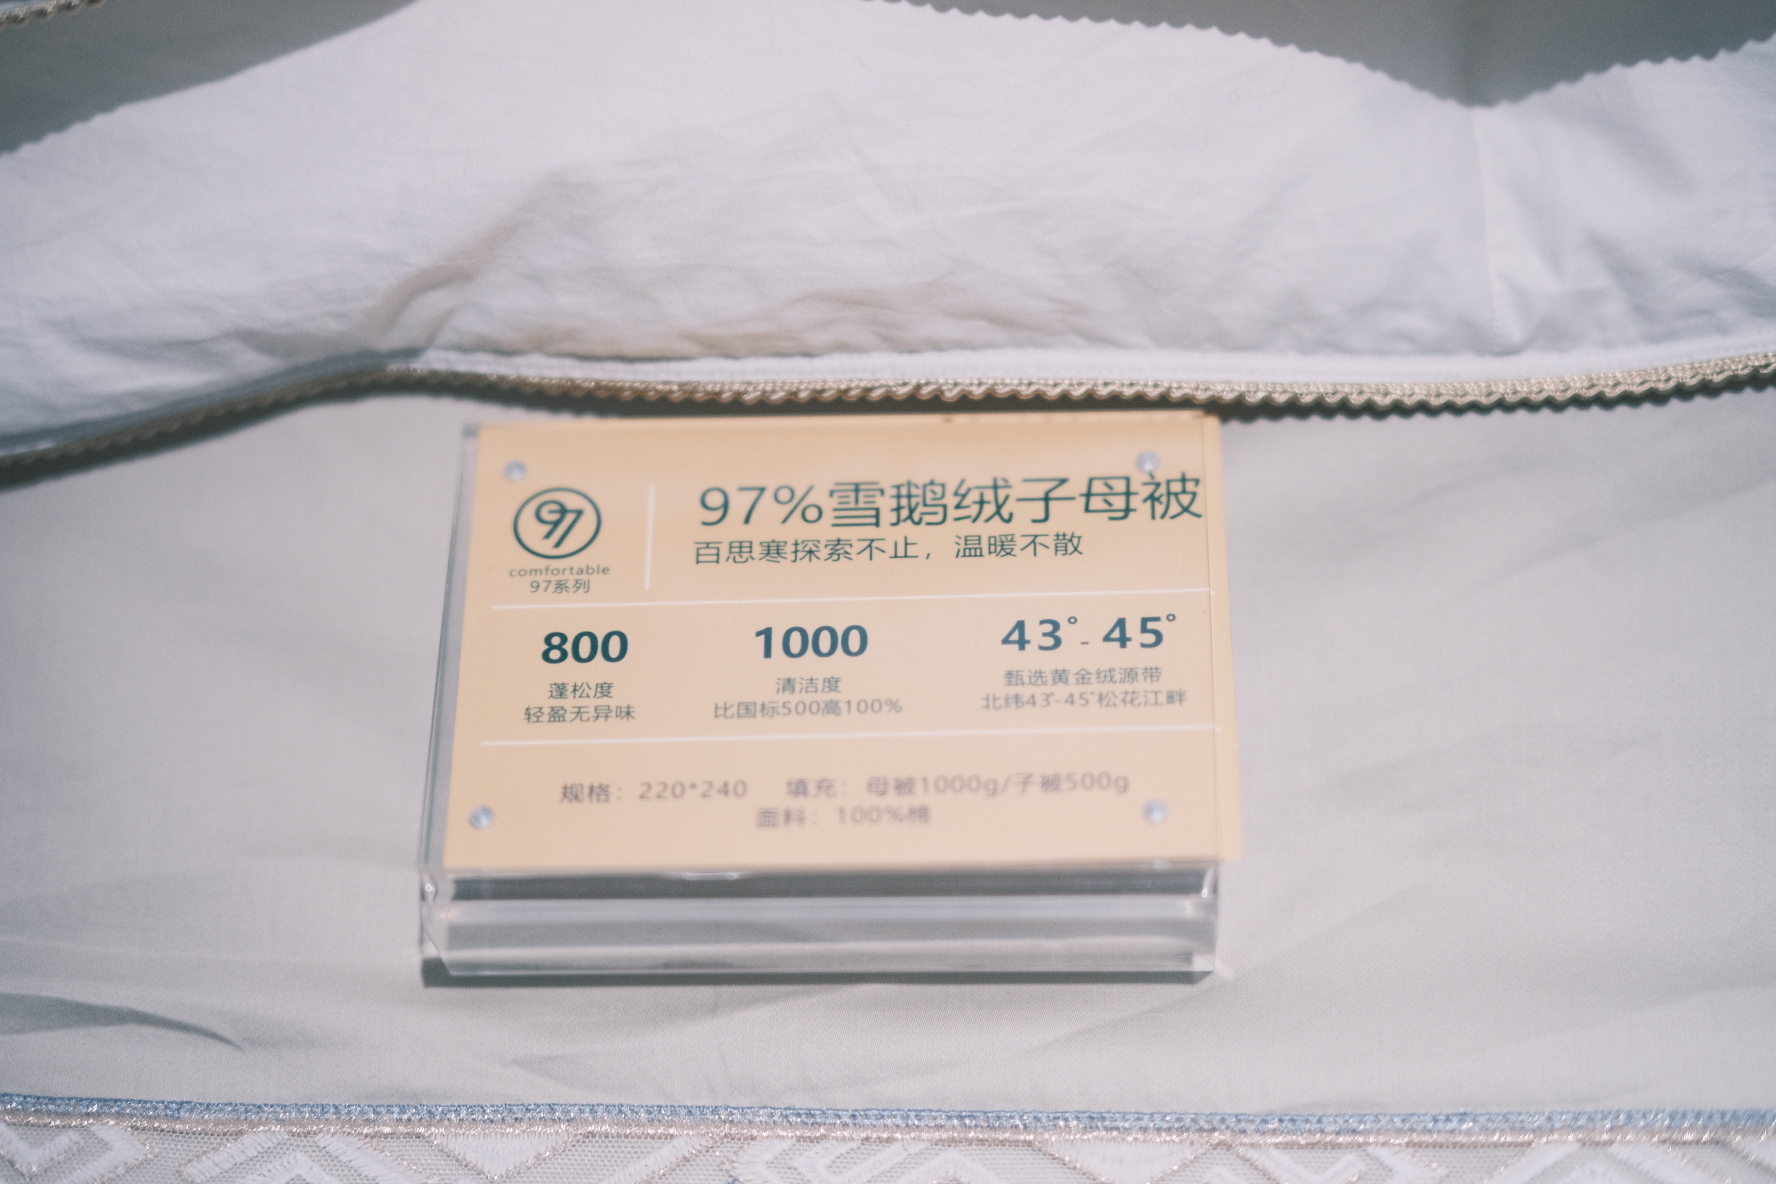 97
comfortable
97系列
97%雪鹅绒子母被
百思寒探索不止，温暖不散
800
蓬松度
轻盈无异味
1000
清洁度
比国标500高100%
43°- 45°
甄选黄金绒源带
北纬43°-45°松花江畔
规格：220*240 填充：母被1000g/子被500g
面料：100%棉